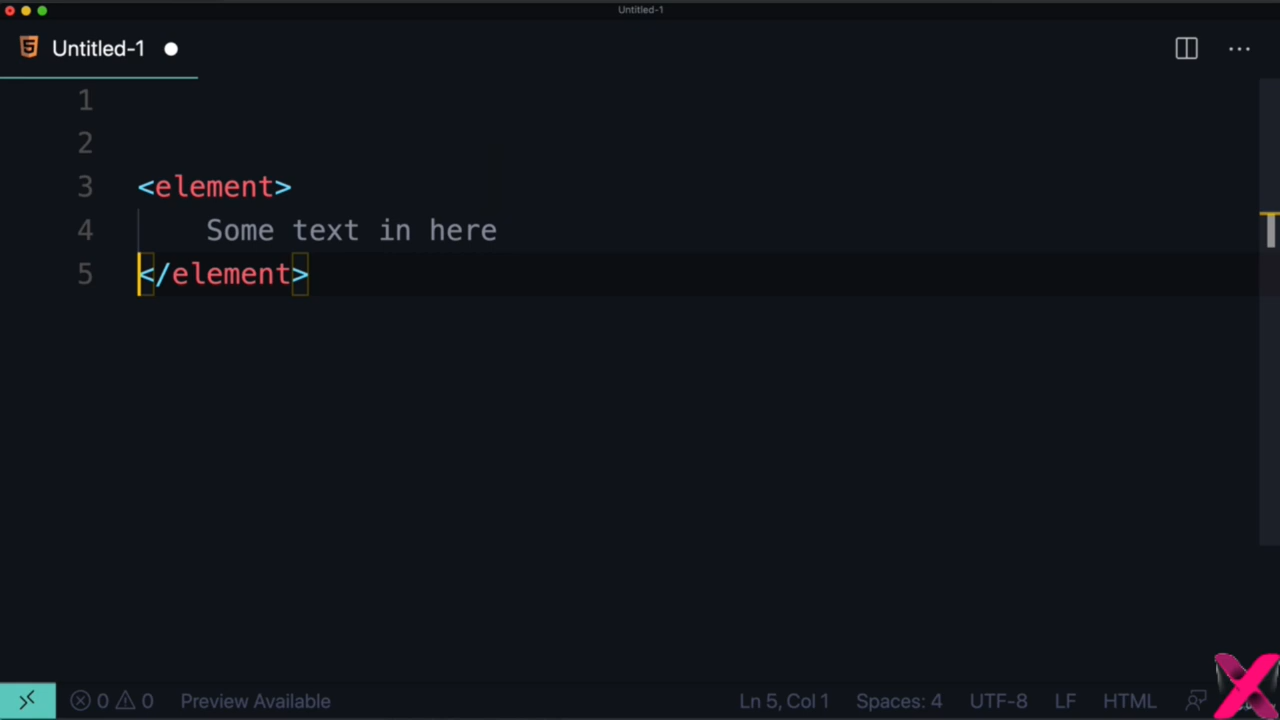 Untitled-1
Untitled-1
1
2
3 <element>
4 Some text in here
5 </element>
0 0 Preview Available Ln 5, Col 1 Spaces: 4 UTF-8 LF HTML